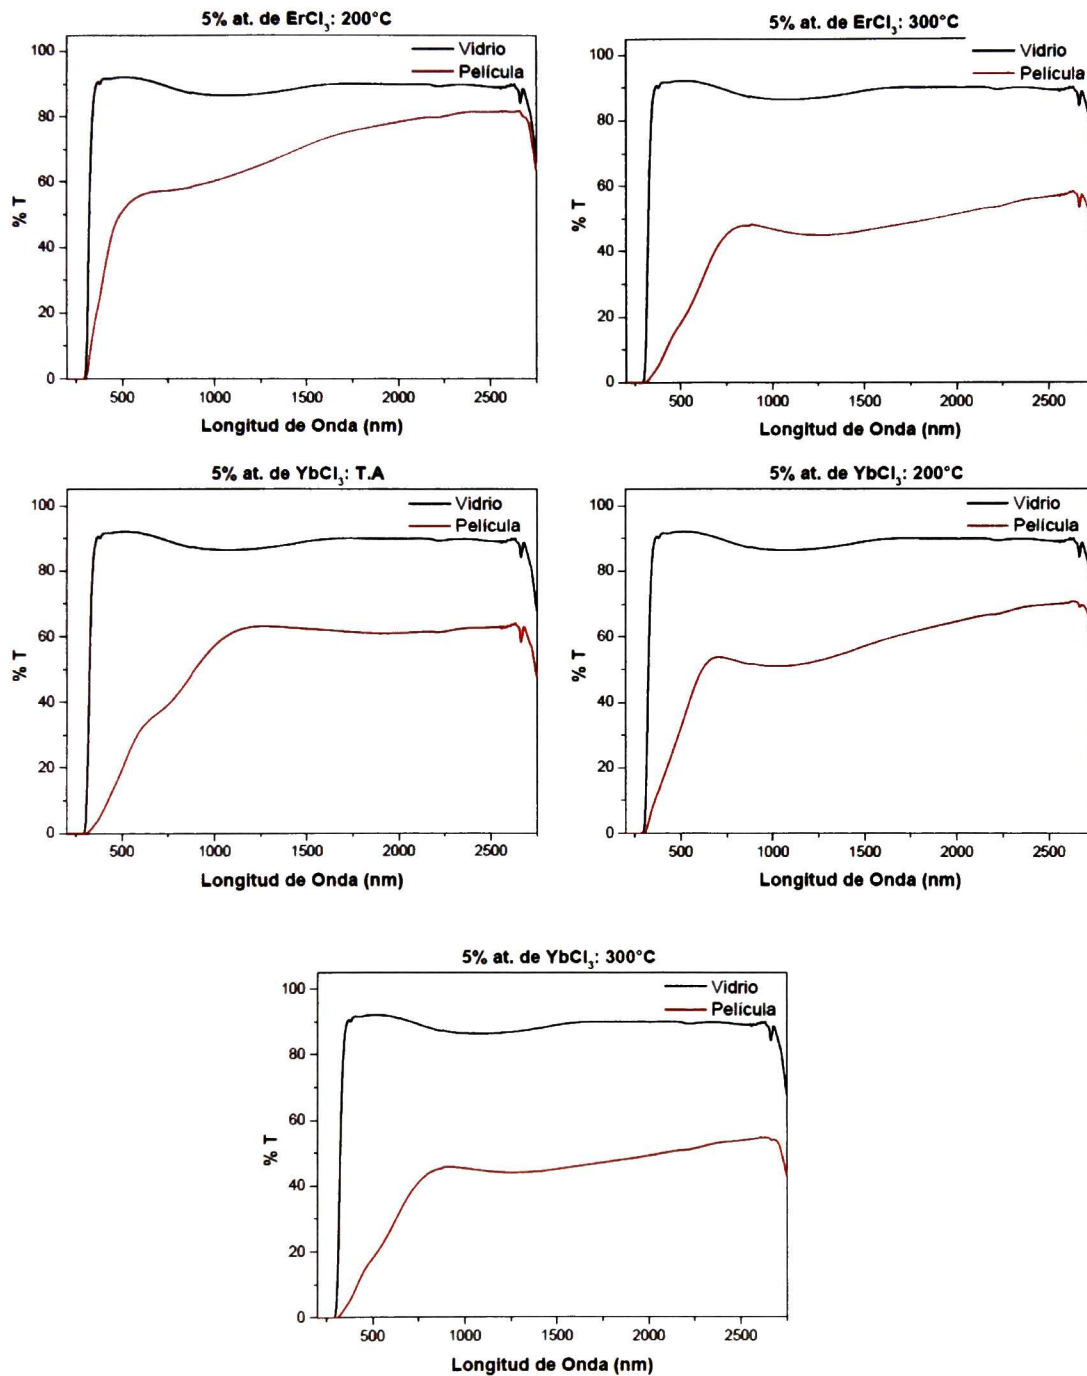 5% at. de ErCl₃: 200°C
Vidrio
Película
100
80
60
40
20
0
% T
500 1000 1500 2000 2500
Longitud de Onda (nm)
5% at. de ErCl₃: 300°C
Vidrio
Película
100
80
60
40
20
0
% T
500 1000 1500 2000 2500
Longitud de Onda (nm)
5% at. de YbCl₃: T.A
Vidrio
Película
100
80
60
40
20
0
% T
500 1000 1500 2000 2500
Longitud de Onda (nm)
5% at. de YbCl₃: 200°C
Vidrio
Película
100
80
60
40
20
0
% T
500 1000 1500 2000 2500
Longitud de Onda (nm)
5% at. de YbCl₃: 300°C
Vidrio
Película
100
80
60
40
20
0
% T
500 1000 1500 2000 2500
Longitud de Onda (nm)